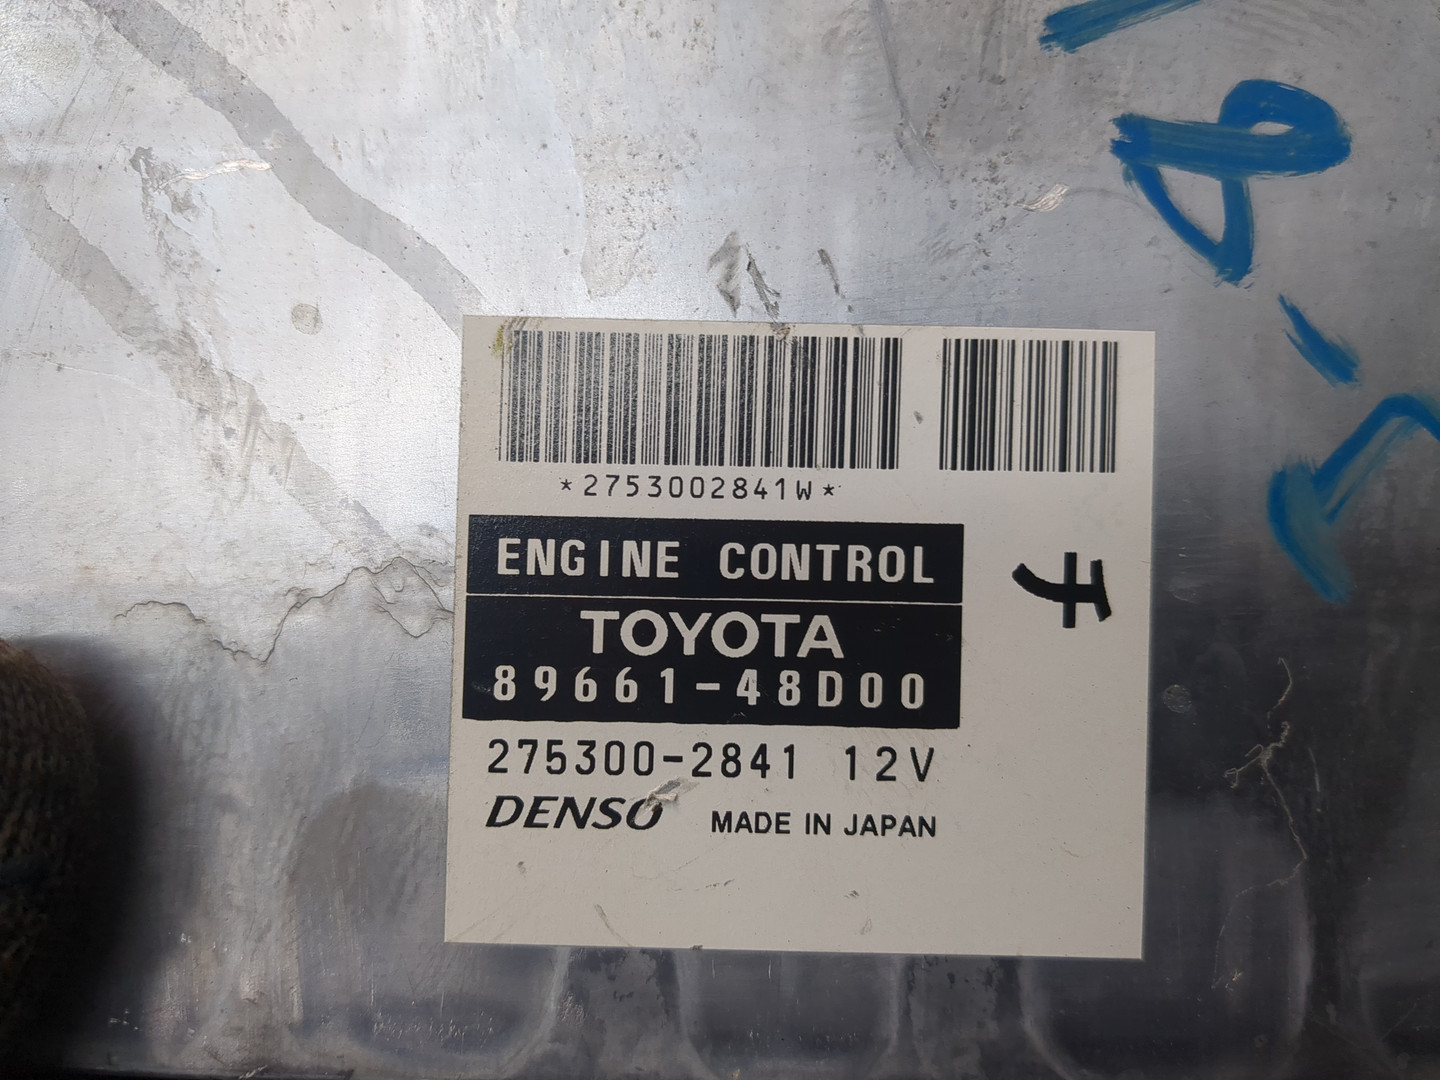 *2753002841W*
ENGINE CONTROL
TOYOTA
89661-48D00
275300-2841 12V
DENSO MADE IN JAPAN